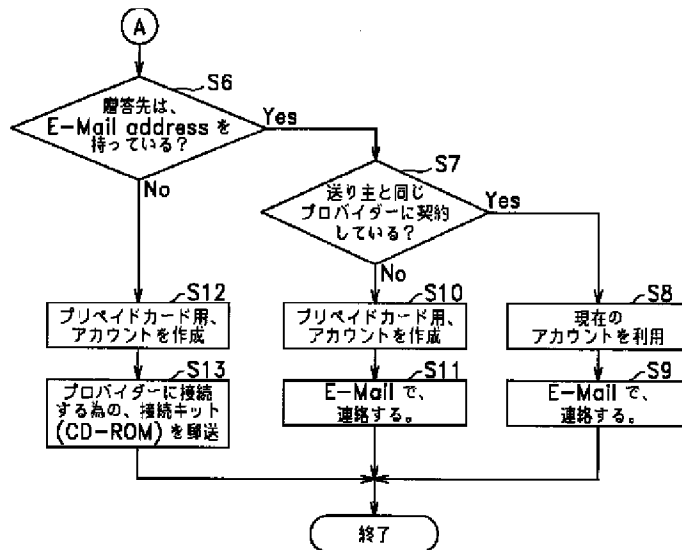 A
S6
贈答先は、
E-Mail address を
持っている?
Yes
No
S7
送り主と同じ
プロバイダーに契約
している?
Yes
No
S12
プリペイドカード用、
アカウントを作成
S10
プリペイドカード用、
アカウントを作成
S8
現在の
アカウントを利用
S13
プロバイダーに接続
する為の、接続キット
(CD-ROM) を郵送
S11
E-Mail で、
連絡する。
S9
E-Mail で、
連絡する。
終了